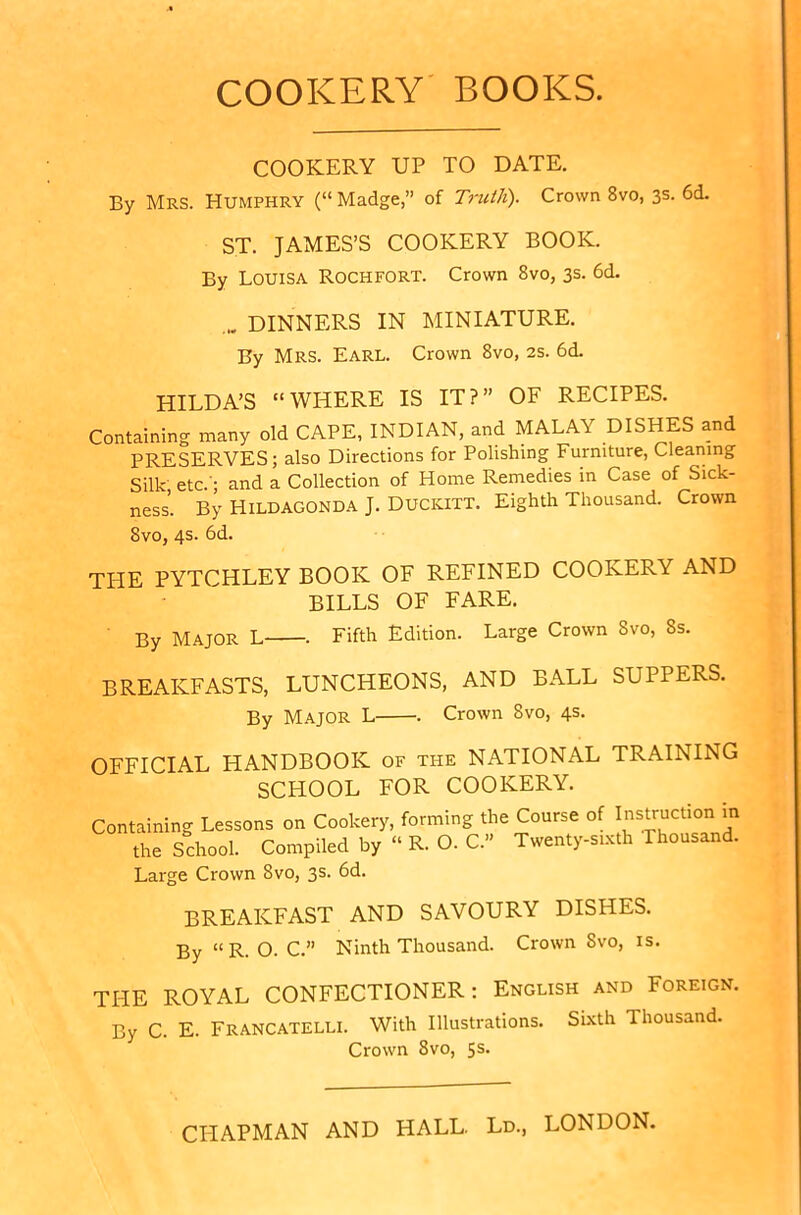 COOKERY BOOKS.
COOKERY UP TO DATE.
By MRS. HUMPHRY (“Madge,” of Truth). Crown 8vo, 3s. 6d.
ST. JAMES’S COOKERY BOOK.
By LOUISA ROCHFORT. Crown 8vo, 3s. 6d.
DINNERS IN MINIATURE.
By MRS. EARL. Crown 8vo, 2s. 6d.
HILDA’S “WHERE IS IT?” OF RECIPES.
Containing many old CAPE, INDIAN, and MALAY DISHES and
PRESERVES; also Directions for Polishing Furniture, Cleaning
Silk, etc.; and a Collection of Home Remedies in Case of Sick-
ness. By HILDAGONDA J. DUCKITT. Eighth Thousand. Crown
8vo, 4s. 6d.
THE PYTCHLEY BOOK OF REFINED COOKERY AND
BILLS OF FARE.
By MAJOR L——. Fifth Edition. Large Crown 8vo, 8s.
BREAKFASTS, LUNCHEONS, AND BALL SUPPERS.
By MAJOR L——. Crown 8vo, 4s.
OFFICIAL HANDBOOK OF THE NATIONAL TRAINING
SCHOOL FOR COOKERY.
Containing Lessons on Cookery, forming the Course of Instruction in
the School. Compiled by “R. O. C.” Twenty-sixth Thousand.
Large Crown 8vo, 3s. 6d.
BREAKFAST AND SAVOURY DISHES.
By “R. O. C.” Ninth Thousand. Crown 8vo, 1s.
THE ROYAL CONFECTIONER: ENGLISH AND FOREIGN.
By C. E. FRANCATELLI. With Illustrations. Sixth Thousand.
Crown 8vo, 5s.
CHAPMAN AND HALL. LD., LONDON.